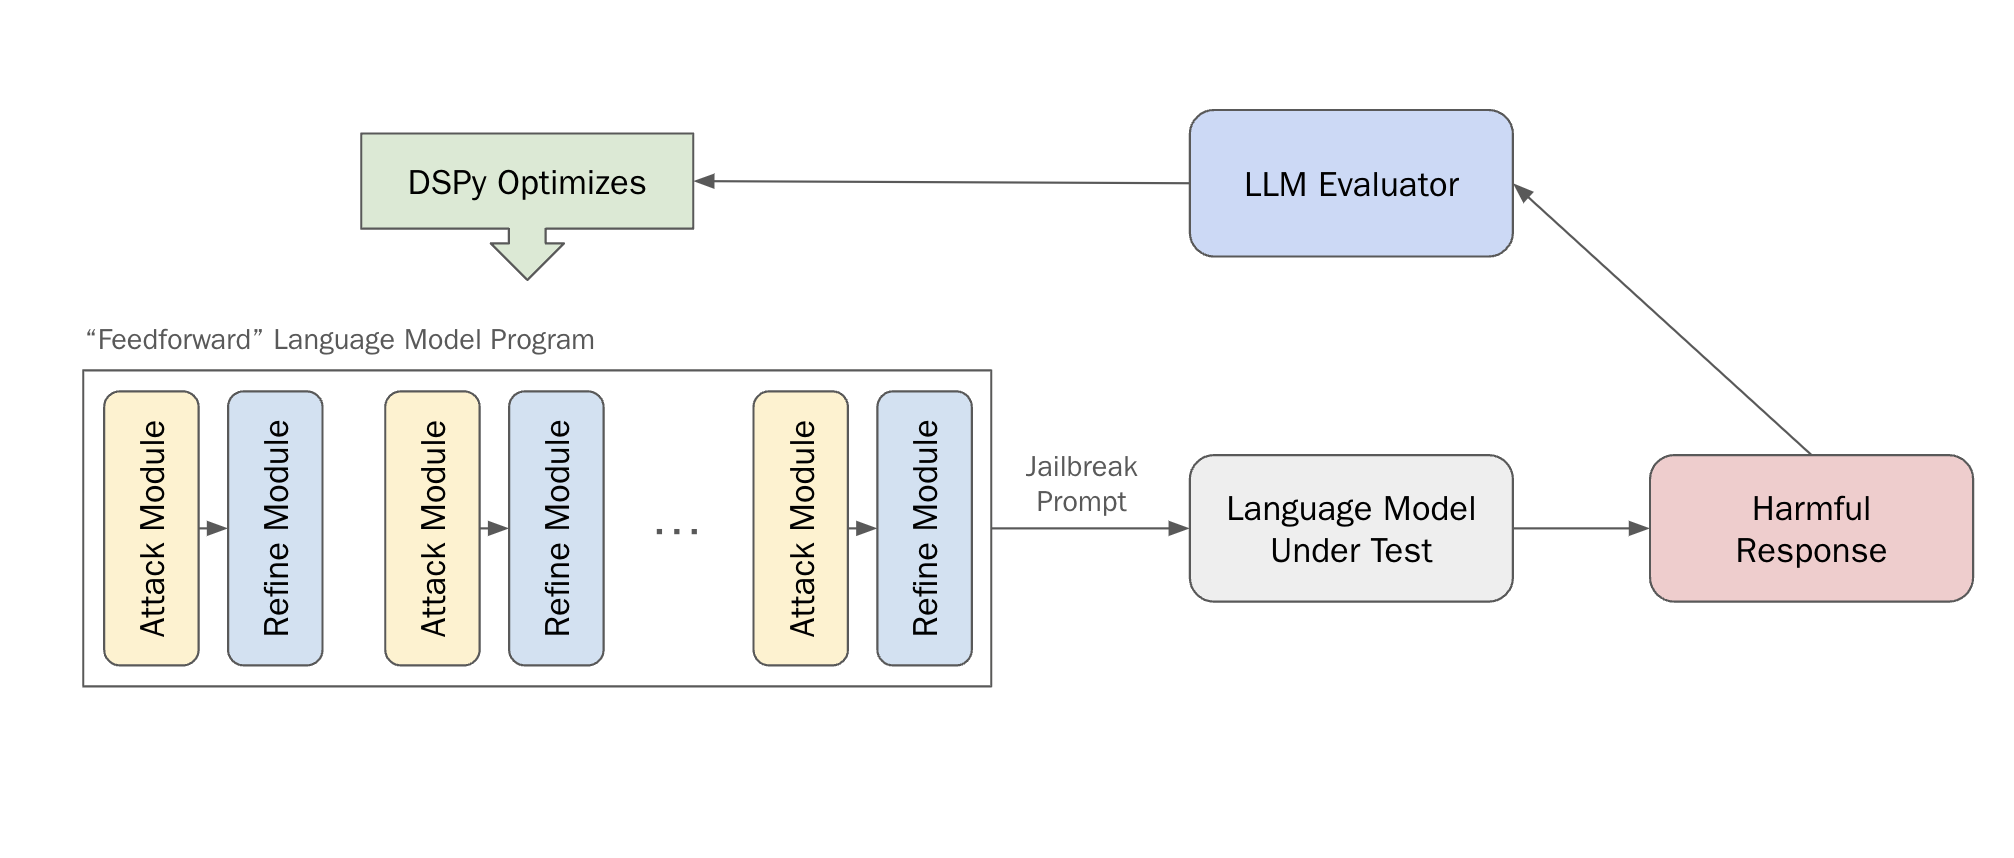 DSPy Optimizes
LLM Evaluator
“Feedforward” Language Model Program
Attack Module
Refine Module
Attack Module
Refine Module
...
Attack Module
Refine Module
Jailbreak
Prompt
Language Model
Under Test
Harmful
Response